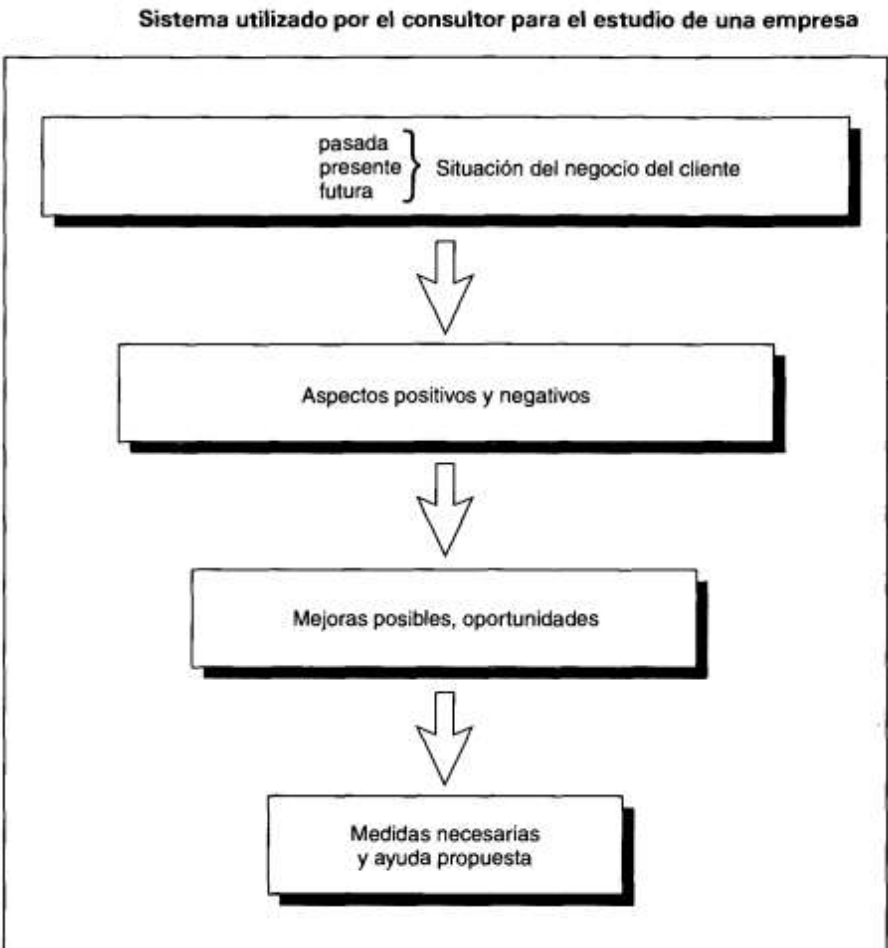 Sistema utilizado por el consultor para el estudio de una empresa
pasada
presente
futura
Situación del negocio del cliente
Aspectos positivos y negativos
Mejoras posibles, oportunidades
Medidas necesarias
y ayuda propuesta